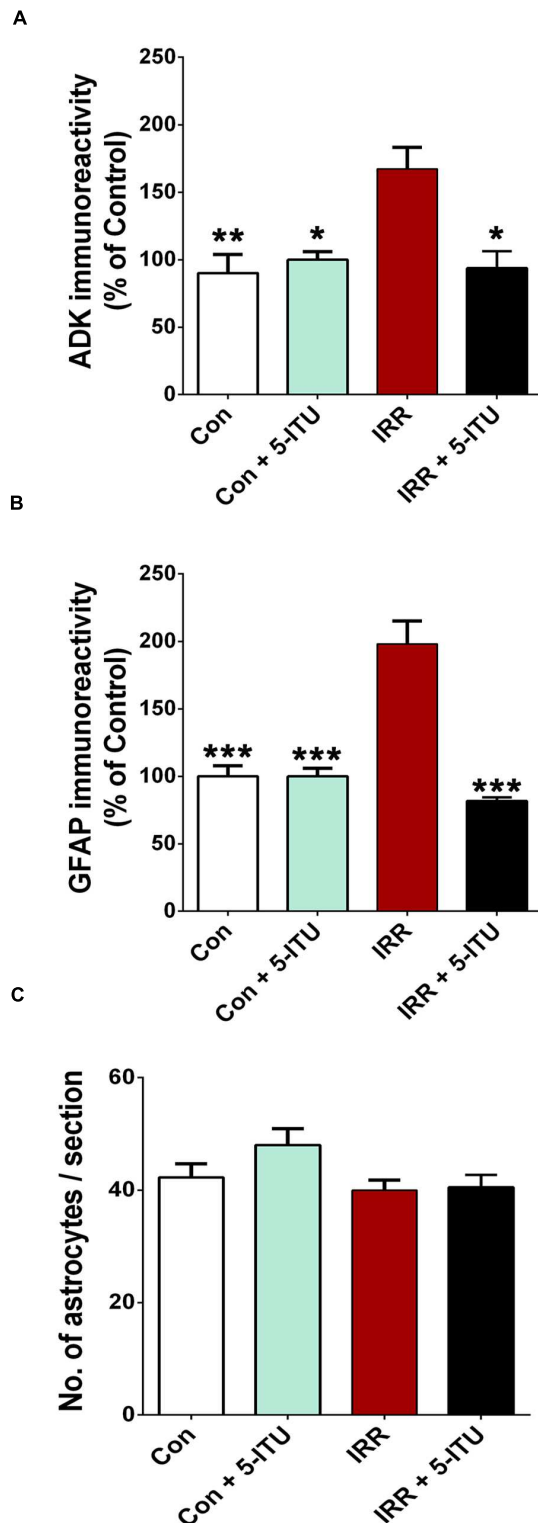 A
ADK immunoreactivity
(% of Control)
250
200
150
100
50
0
**
*
*
Con
Con + 5-ITU
IRR
IRR + 5-ITU
B
GFAP immunoreactivity
(% of Control)
250
200
150
100
50
0
***
***
***
Con
Con + 5-ITU
IRR
IRR + 5-ITU
C
No. of astrocytes / section
60
40
20
0
Con
Con + 5-ITU
IRR
IRR + 5-ITU